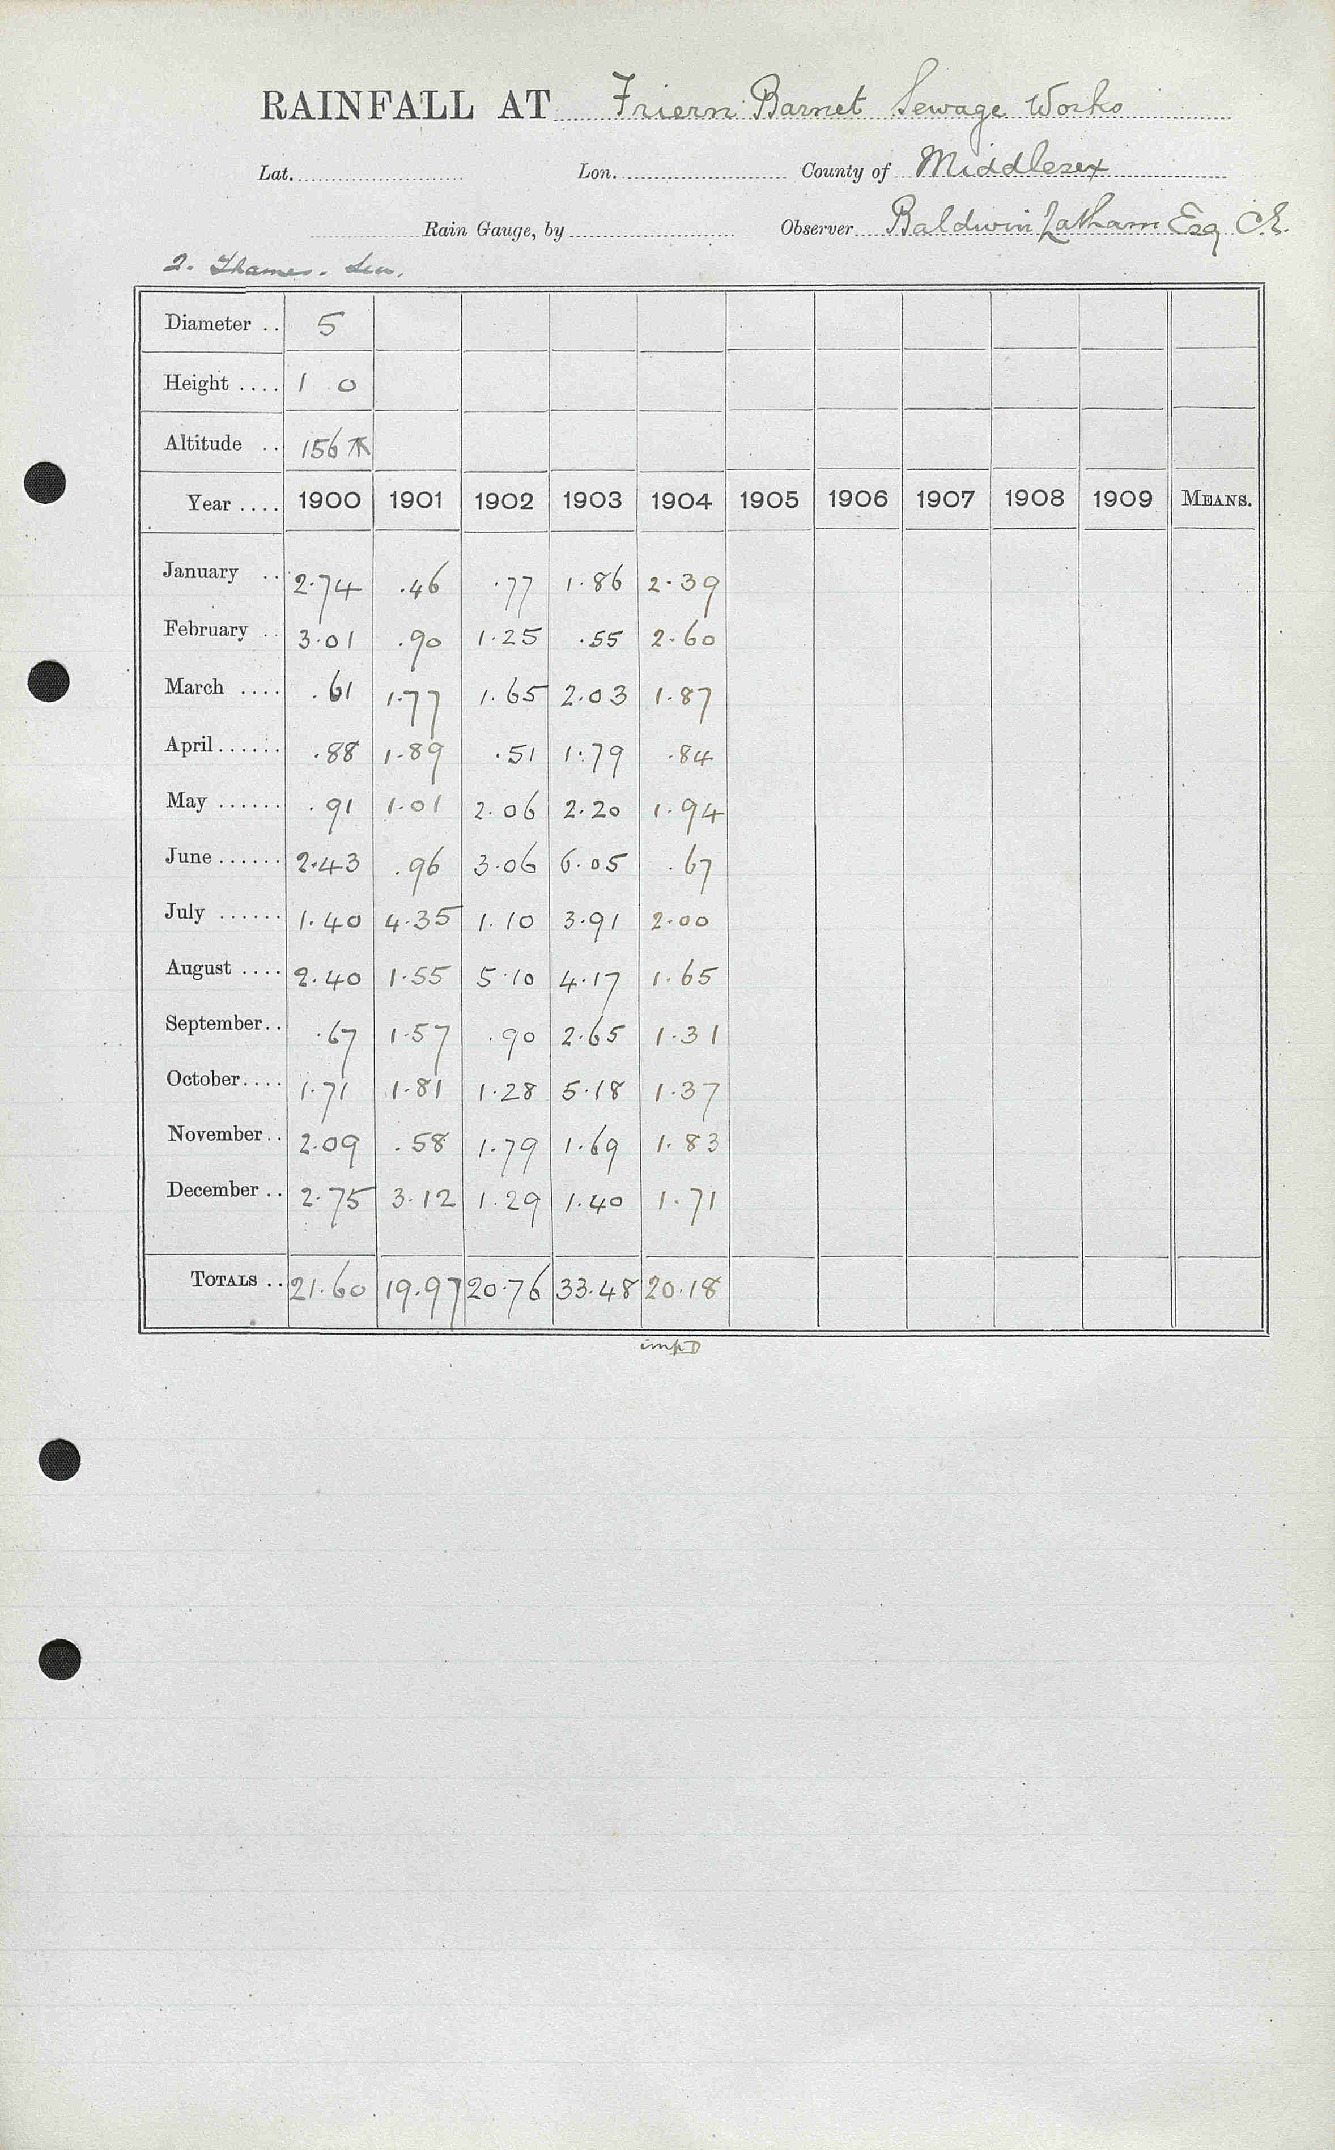 RAINFALL AT Friern Barnet Sewage Works
Lat. Lon. County of Middlesex
Rain Gauge, by Observer Baldwin Latham Esq C.E.
2. Thames. Lea.
Diameter .. 5
Height .... 1 0
Altitude .. 156
Year .... 1900 1901 1902 1903 1904 1905 1906 1907 1908 1909 MEANS.
January .. 2.74 .46 .77 1.86 2.39
February .. 3.01 .90 1.25 .55 2.60
March .... .61 1.77 1.65 2.03 1.87
April...... .88 1.89 .51 1.79 .84
May ...... .91 1.01 2.06 2.20 1.94
June ...... 2.43 .96 3.06 6.05 .67
July ...... 1.40 4.35 1.10 3.91 2.00
August .... 2.40 1.55 5.10 4.17 1.65
September.. .67 1.57 .90 2.65 1.31
October.... 1.71 1.81 1.28 5.18 1.37
November.. 2.09 .58 1.79 1.69 1.83
December .. 2.75 3.12 1.29 1.40 1.71
TOTALS .. 21.60 19.97 20.76 33.48 20.18